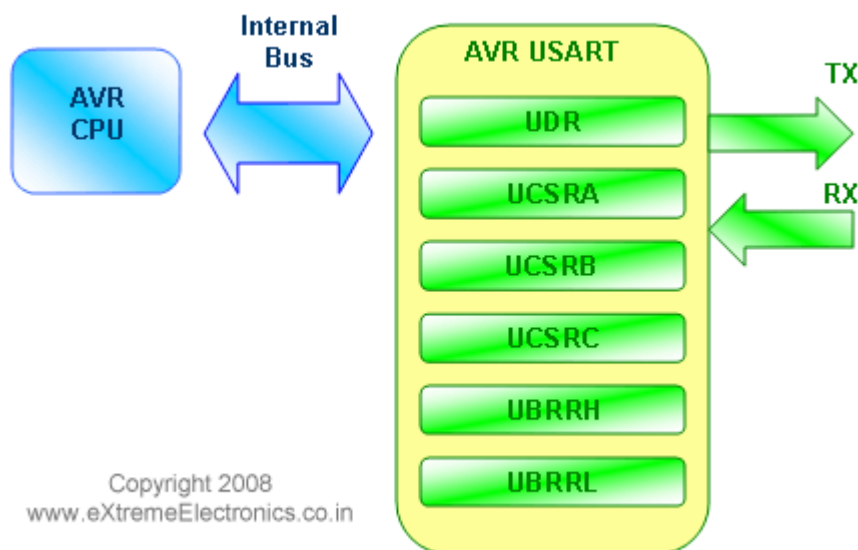 Internal
Bus
AVR
CPU
AVR USART
UDR
UCSRA
UCSRB
UCSRC
UBRRH
UBRRL
TX
RX
Copyright 2008
www.eXtremeElectronics.co.in